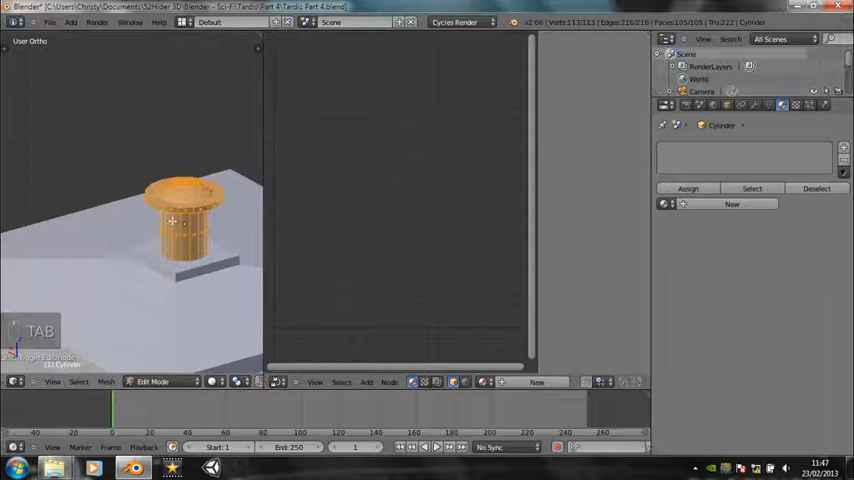 Blender* [C:\Users\Christy\Documents\52Hider 3D\Blender - Sci-Fi\Tardis\Part 4\Tardis Part 4.blend]
File Add Render Window Help Default Scene Cycles Render v2.66 | Verts:113/113 | Edges:216/216 | Faces:105/105 | Tris:222 | Cylinder
User Ortho
View Search All Scenes
Scene
RenderLayers
World
Camera
Cylinder
Assign Select Deselect
New
TAB
(1) Cylinder
View Select Mesh Edit Mode
View Select Add Node New
-40 -20 0 20 40 60 80 100 120 140 160 180 200 220 240 260
View Marker Frame Playback Start: 1 End: 250 1 No Sync
11:47
23/02/2013